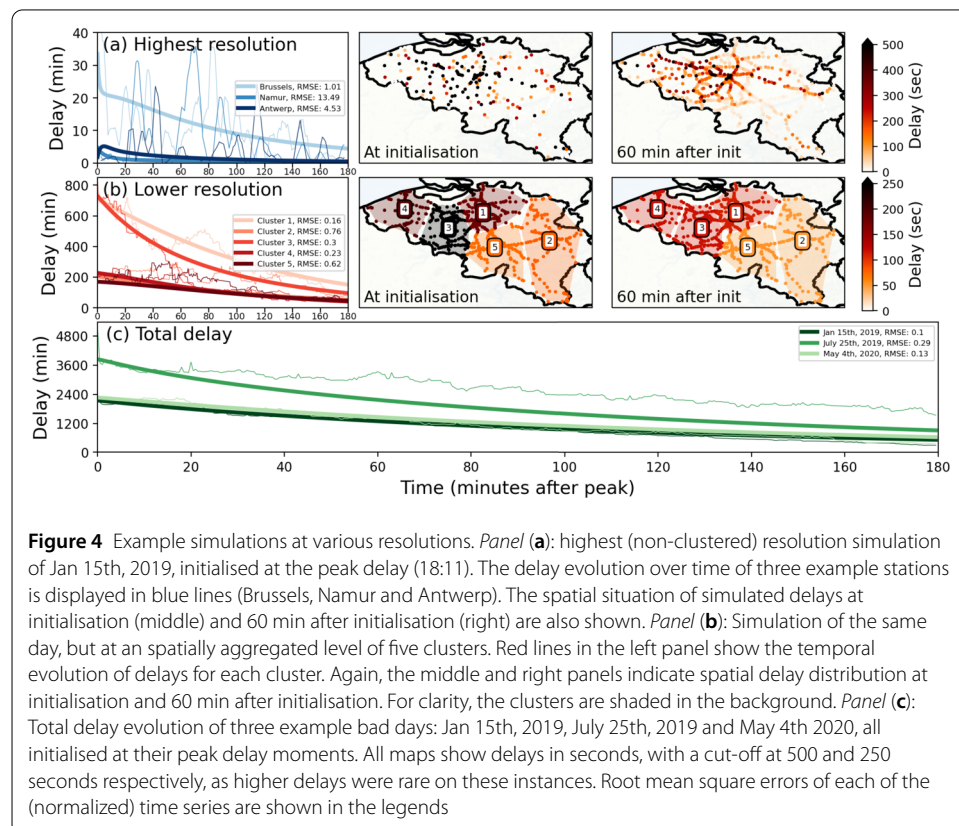 (a) Highest resolution
Delay (min)
40
30
20
10
0
Brussels, RMSE: 1.01
Namur, RMSE: 13.49
Antwerp, RMSE: 4.53
0 20 40 60 80 100 120 140 160 180
At initialisation
60 min after init
500
400
300
200
100
0
Delay (sec)
(b) Lower resolution
Delay (min)
800
600
400
200
0
Cluster 1, RMSE: 0.16
Cluster 2, RMSE: 0.76
Cluster 3, RMSE: 0.3
Cluster 4, RMSE: 0.23
Cluster 5, RMSE: 0.62
0 20 40 60 80 100 120 140 160 180
4
1
3
5
2
At initialisation
4
1
3
5
2
60 min after init
250
200
150
100
50
0
Delay (sec)
(c) Total delay
Delay (min)
4800
3600
2400
1200
0
Jan 15th, 2019, RMSE: 0.1
July 25th, 2019, RMSE: 0.29
May 4th, 2020, RMSE: 0.13
0 20 40 60 80 100 120 140 160 180
Time (minutes after peak)
Figure 4 Example simulations at various resolutions. Panel (a): highest (non-clustered) resolution simulation
of Jan 15th, 2019, initialised at the peak delay (18:11). The delay evolution over time of three example stations
is displayed in blue lines (Brussels, Namur and Antwerp). The spatial situation of simulated delays at
initialisation (middle) and 60 min after initialisation (right) are also shown. Panel (b): Simulation of the same
day, but at an spatially aggregated level of five clusters. Red lines in the left panel show the temporal
evolution of delays for each cluster. Again, the middle and right panels indicate spatial delay distribution at
initialisation and 60 min after initialisation. For clarity, the clusters are shaded in the background. Panel (c):
Total delay evolution of three example bad days: Jan 15th, 2019, July 25th, 2019 and May 4th 2020, all
initialised at their peak delay moments. All maps show delays in seconds, with a cut-off at 500 and 250
seconds respectively, as higher delays were rare on these instances. Root mean square errors of each of the
(normalized) time series are shown in the legends